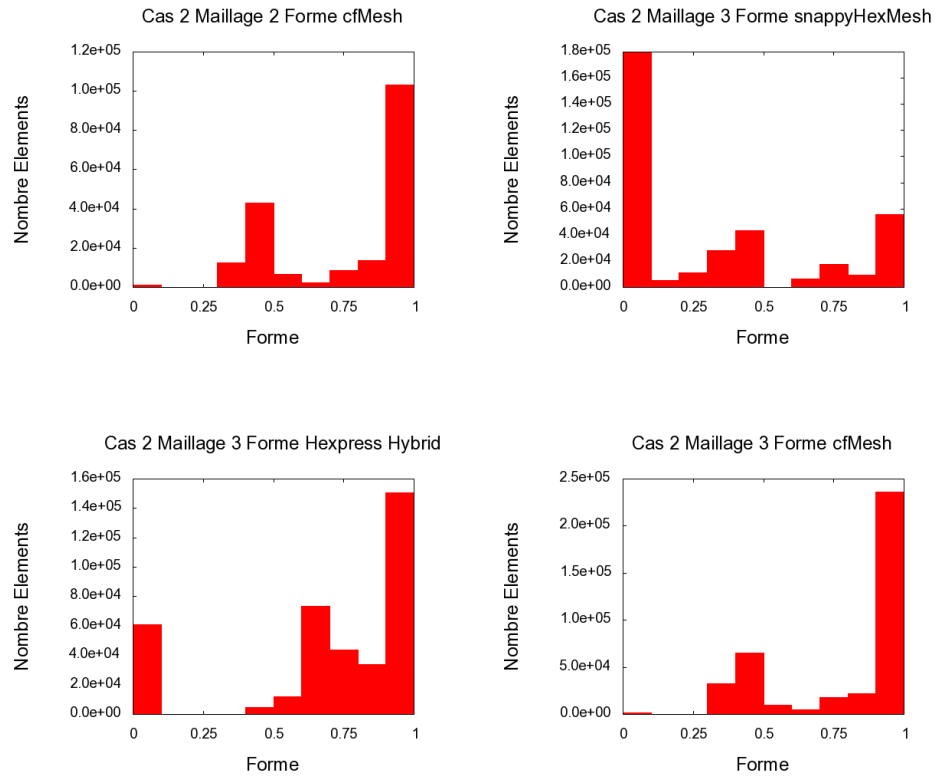 Cas 2 Maillage 2 Forme cfMesh
Nombre Elements
1.2e+05
1.0e+05
8.0e+04
6.0e+04
4.0e+04
2.0e+04
0.0e+00
0 0.25 0.5 0.75 1
Forme
Cas 2 Maillage 3 Forme snappyHexMesh
Nombre Elements
1.8e+05
1.6e+05
1.4e+05
1.2e+05
1.0e+05
8.0e+04
6.0e+04
4.0e+04
2.0e+04
0.0e+00
0 0.25 0.5 0.75 1
Forme
Cas 2 Maillage 3 Forme Hexpress Hybrid
Nombre Elements
1.6e+05
1.4e+05
1.2e+05
1.0e+05
8.0e+04
6.0e+04
4.0e+04
2.0e+04
0.0e+00
0 0.25 0.5 0.75 1
Forme
Cas 2 Maillage 3 Forme cfMesh
Nombre Elements
2.5e+05
2.0e+05
1.5e+05
1.0e+05
5.0e+04
0.0e+00
0 0.25 0.5 0.75 1
Forme